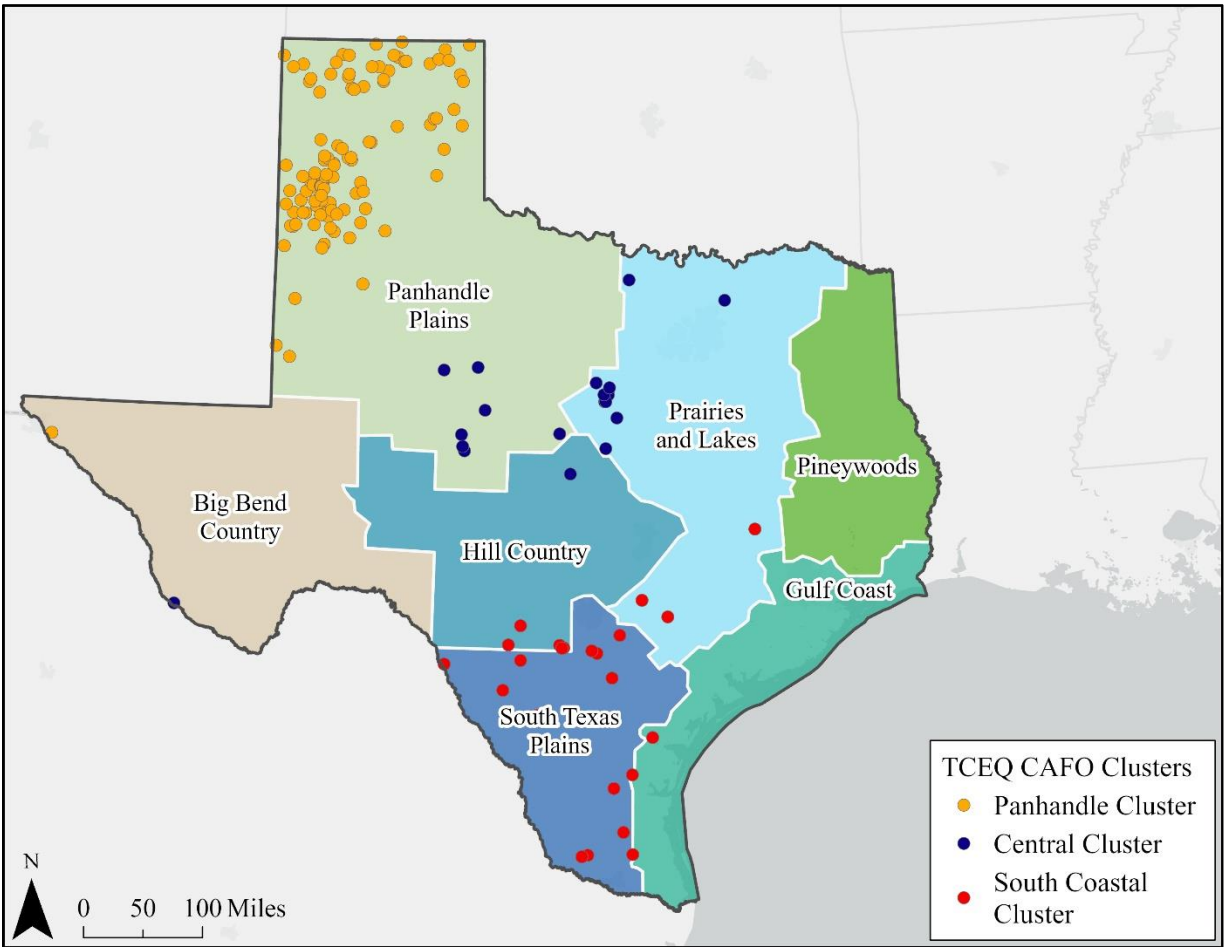 Panhandle
Plains
Prairies
and Lakes
Pineywoods
Big Bend
Country
Hill Country
Gulf Coast
South Texas
Plains
TCEQ CAFO Clusters
Panhandle Cluster
Central Cluster
South Coastal
Cluster
N
0 50 100 Miles